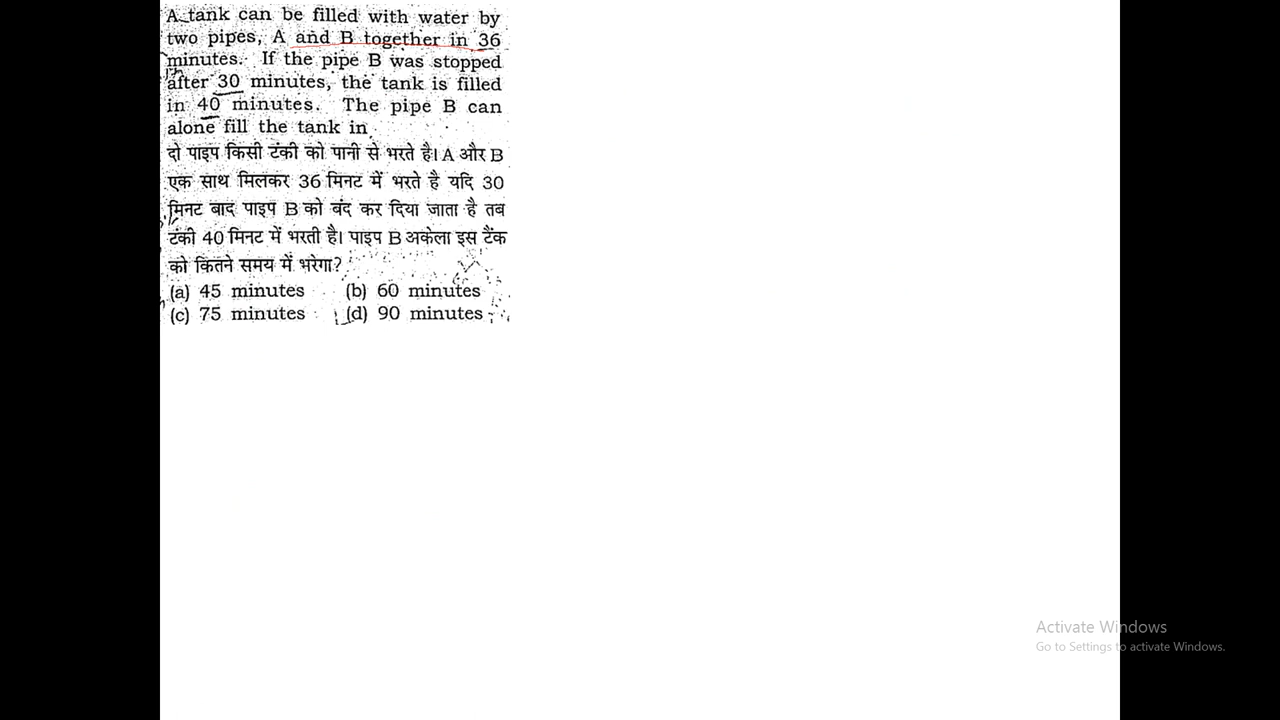 A tank can be filled with water by
two pipes, A and B together in 36
minutes. If the pipe B was stopped
after 30 minutes, the tank is filled
in 40 minutes. The pipe B can
alone fill the tank in
दो पाइप किसी टंकी को पानी से भरते है। A और B
एक साथ मिलकर 36 मिनट में भरते है यदि 30
मिनट बाद पाइप B को बंद कर दिया जाता है तब
टंकी 40 मिनट में भरती है। पाइप B अकेला इस टैंक
को कितने समय में भरेगा?
(a) 45 minutes (b) 60 minutes
(c) 75 minutes (d) 90 minutes
Activate Windows
Go to Settings to activate Windows.